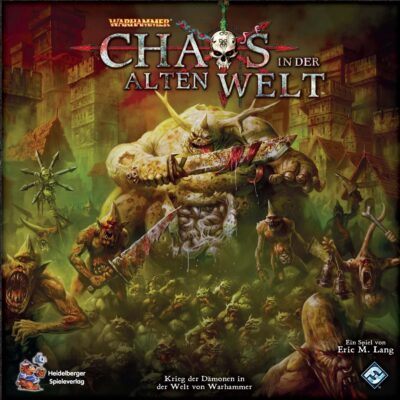 WARHAMMER
CHAOS IN DER
ALTEN WELT
Ein Spiel von
Eric M. Lang
Heidelberger
Spieleverlag
Krieg der Dämonen in
der Welt von Warhammer